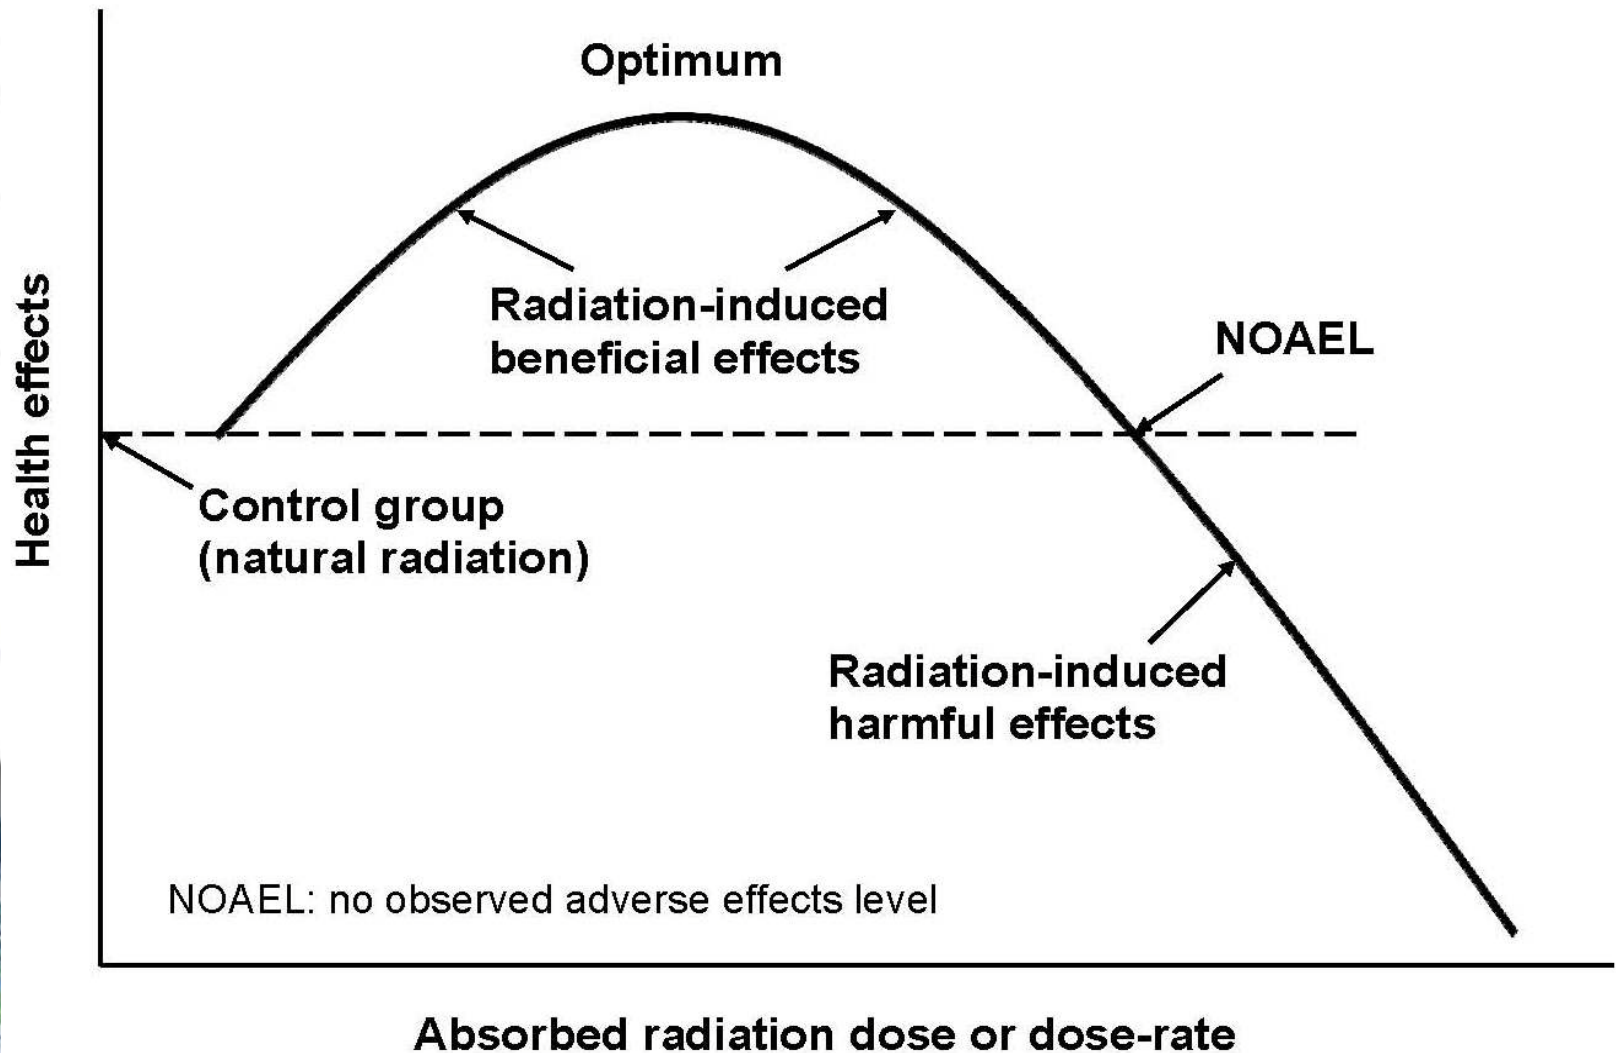 Optimum
Radiation-induced
beneficial effects
NOAEL
Health effects
Control group
(natural radiation)
Radiation-induced
harmful effects
NOAEL: no observed adverse effects level
Absorbed radiation dose or dose-rate